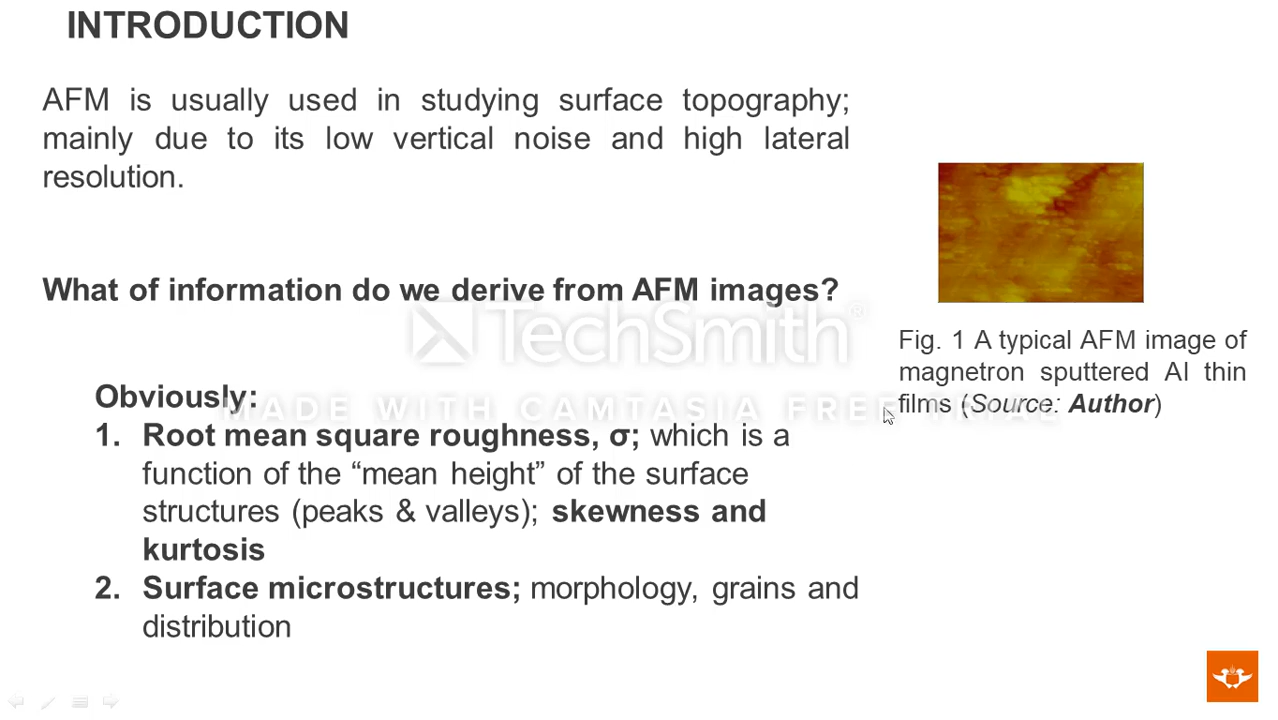 INTRODUCTION
AFM is usually used in studying surface topography;
mainly due to its low vertical noise and high lateral
resolution.
What of information do we derive from AFM images?
TechSmith®
MADE WITH CAMTASIA FREE TRIAL
Obviously:
1. Root mean square roughness, σ; which is a
function of the “mean height” of the surface
structures (peaks & valleys); skewness and
kurtosis
2. Surface microstructures; morphology, grains and
distribution
Fig. 1 A typical AFM image of
magnetron sputtered Al thin
films (Source: Author)